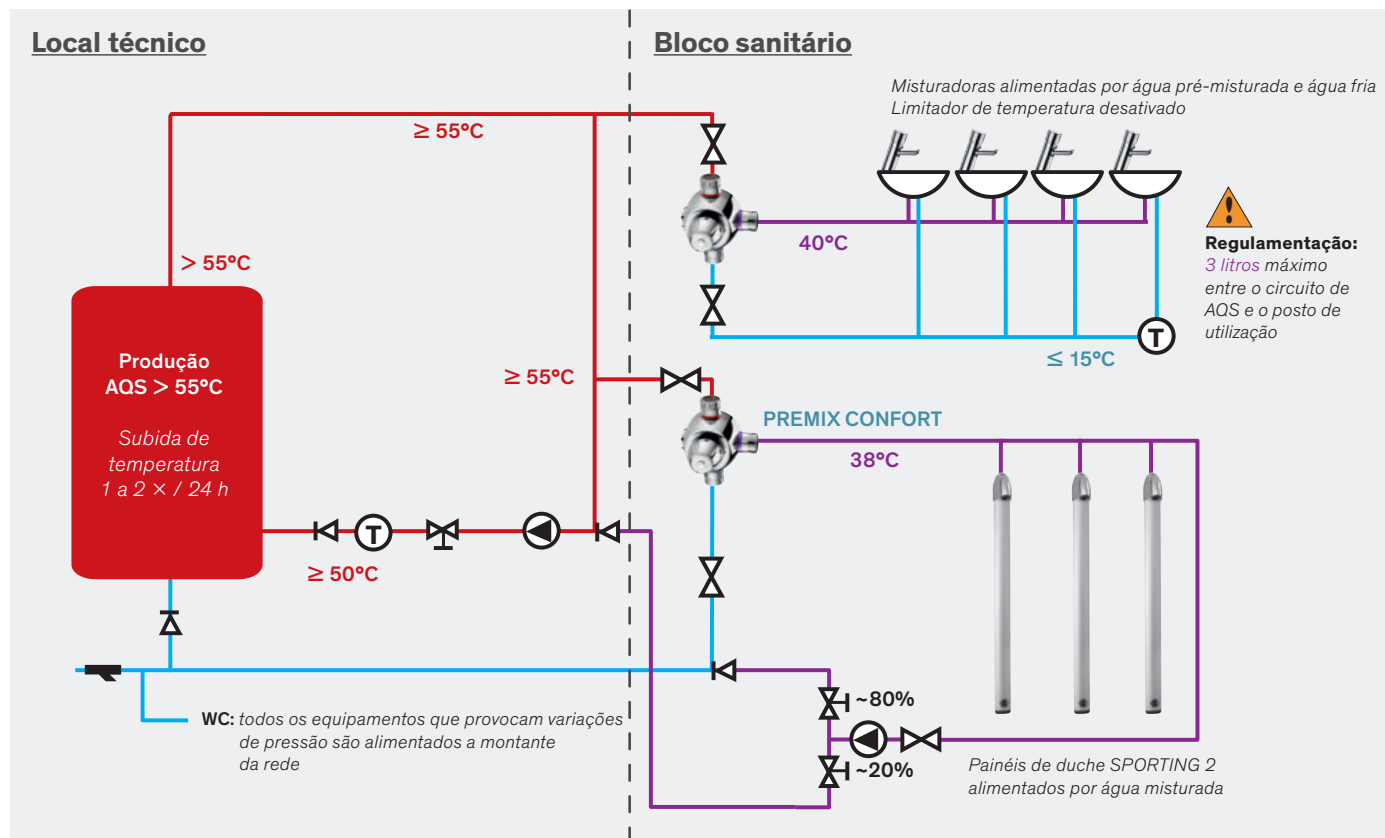 Local técnico
Bloco sanitário
Misturadoras alimentadas por água pré-misturada e água fria
Limitador de temperatura desativado
≥ 55°C
> 55°C
40°C
Regulamentação:
3 litros máximo
entre o circuito de
AQS e o posto de
utilização
T
≤ 15°C
Produção
AQS > 55°C
Subida de
temperatura
1 a 2 × / 24 h
≥ 55°C
PREMIX CONFORT
38°C
T
≥ 50°C
WC: todos os equipamentos que provocam variações
de pressão são alimentados a montante
da rede
~80%
~20%
Painéis de duche SPORTING 2
alimentados por água misturada